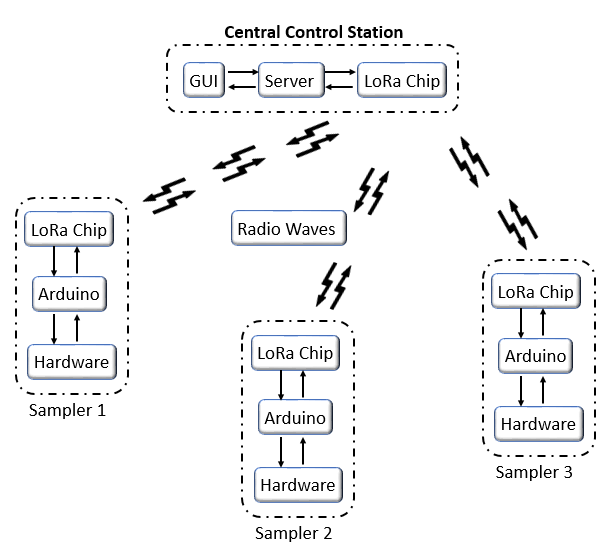 Central Control Station
GUI
Server
LoRa Chip
Radio Waves
LoRa Chip
Arduino
Hardware
Sampler 1
LoRa Chip
Arduino
Hardware
Sampler 2
LoRa Chip
Arduino
Hardware
Sampler 3